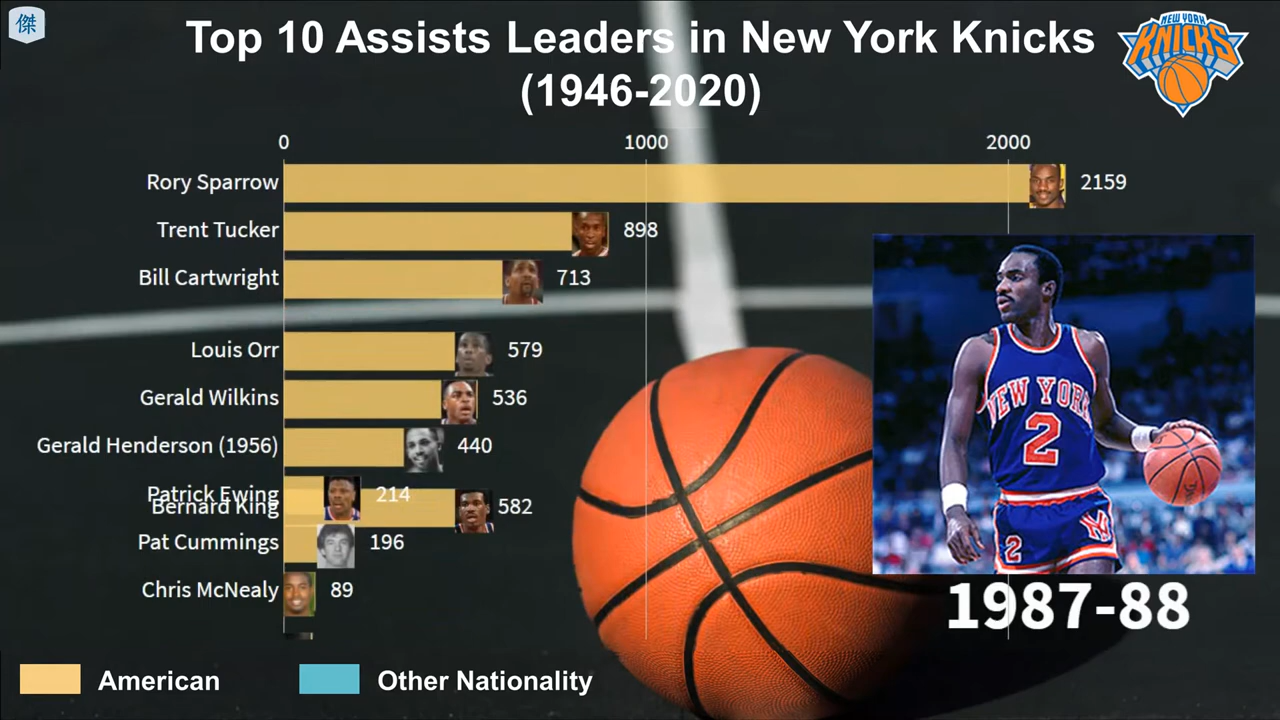 傑
Top 10 Assists Leaders in New York Knicks
(1946-2020)
NEW YORK
KNICKS
0 1000 2000
Rory Sparrow 2159
Trent Tucker 898
Bill Cartwright 713
Louis Orr 579
Gerald Wilkins 536
Gerald Henderson (1956) 440
Patrick Ewing 214
Bernard King 582
Pat Cummings 196
Chris McNealy 89
NEW YORK
2
2
NY
1987-88
American Other Nationality